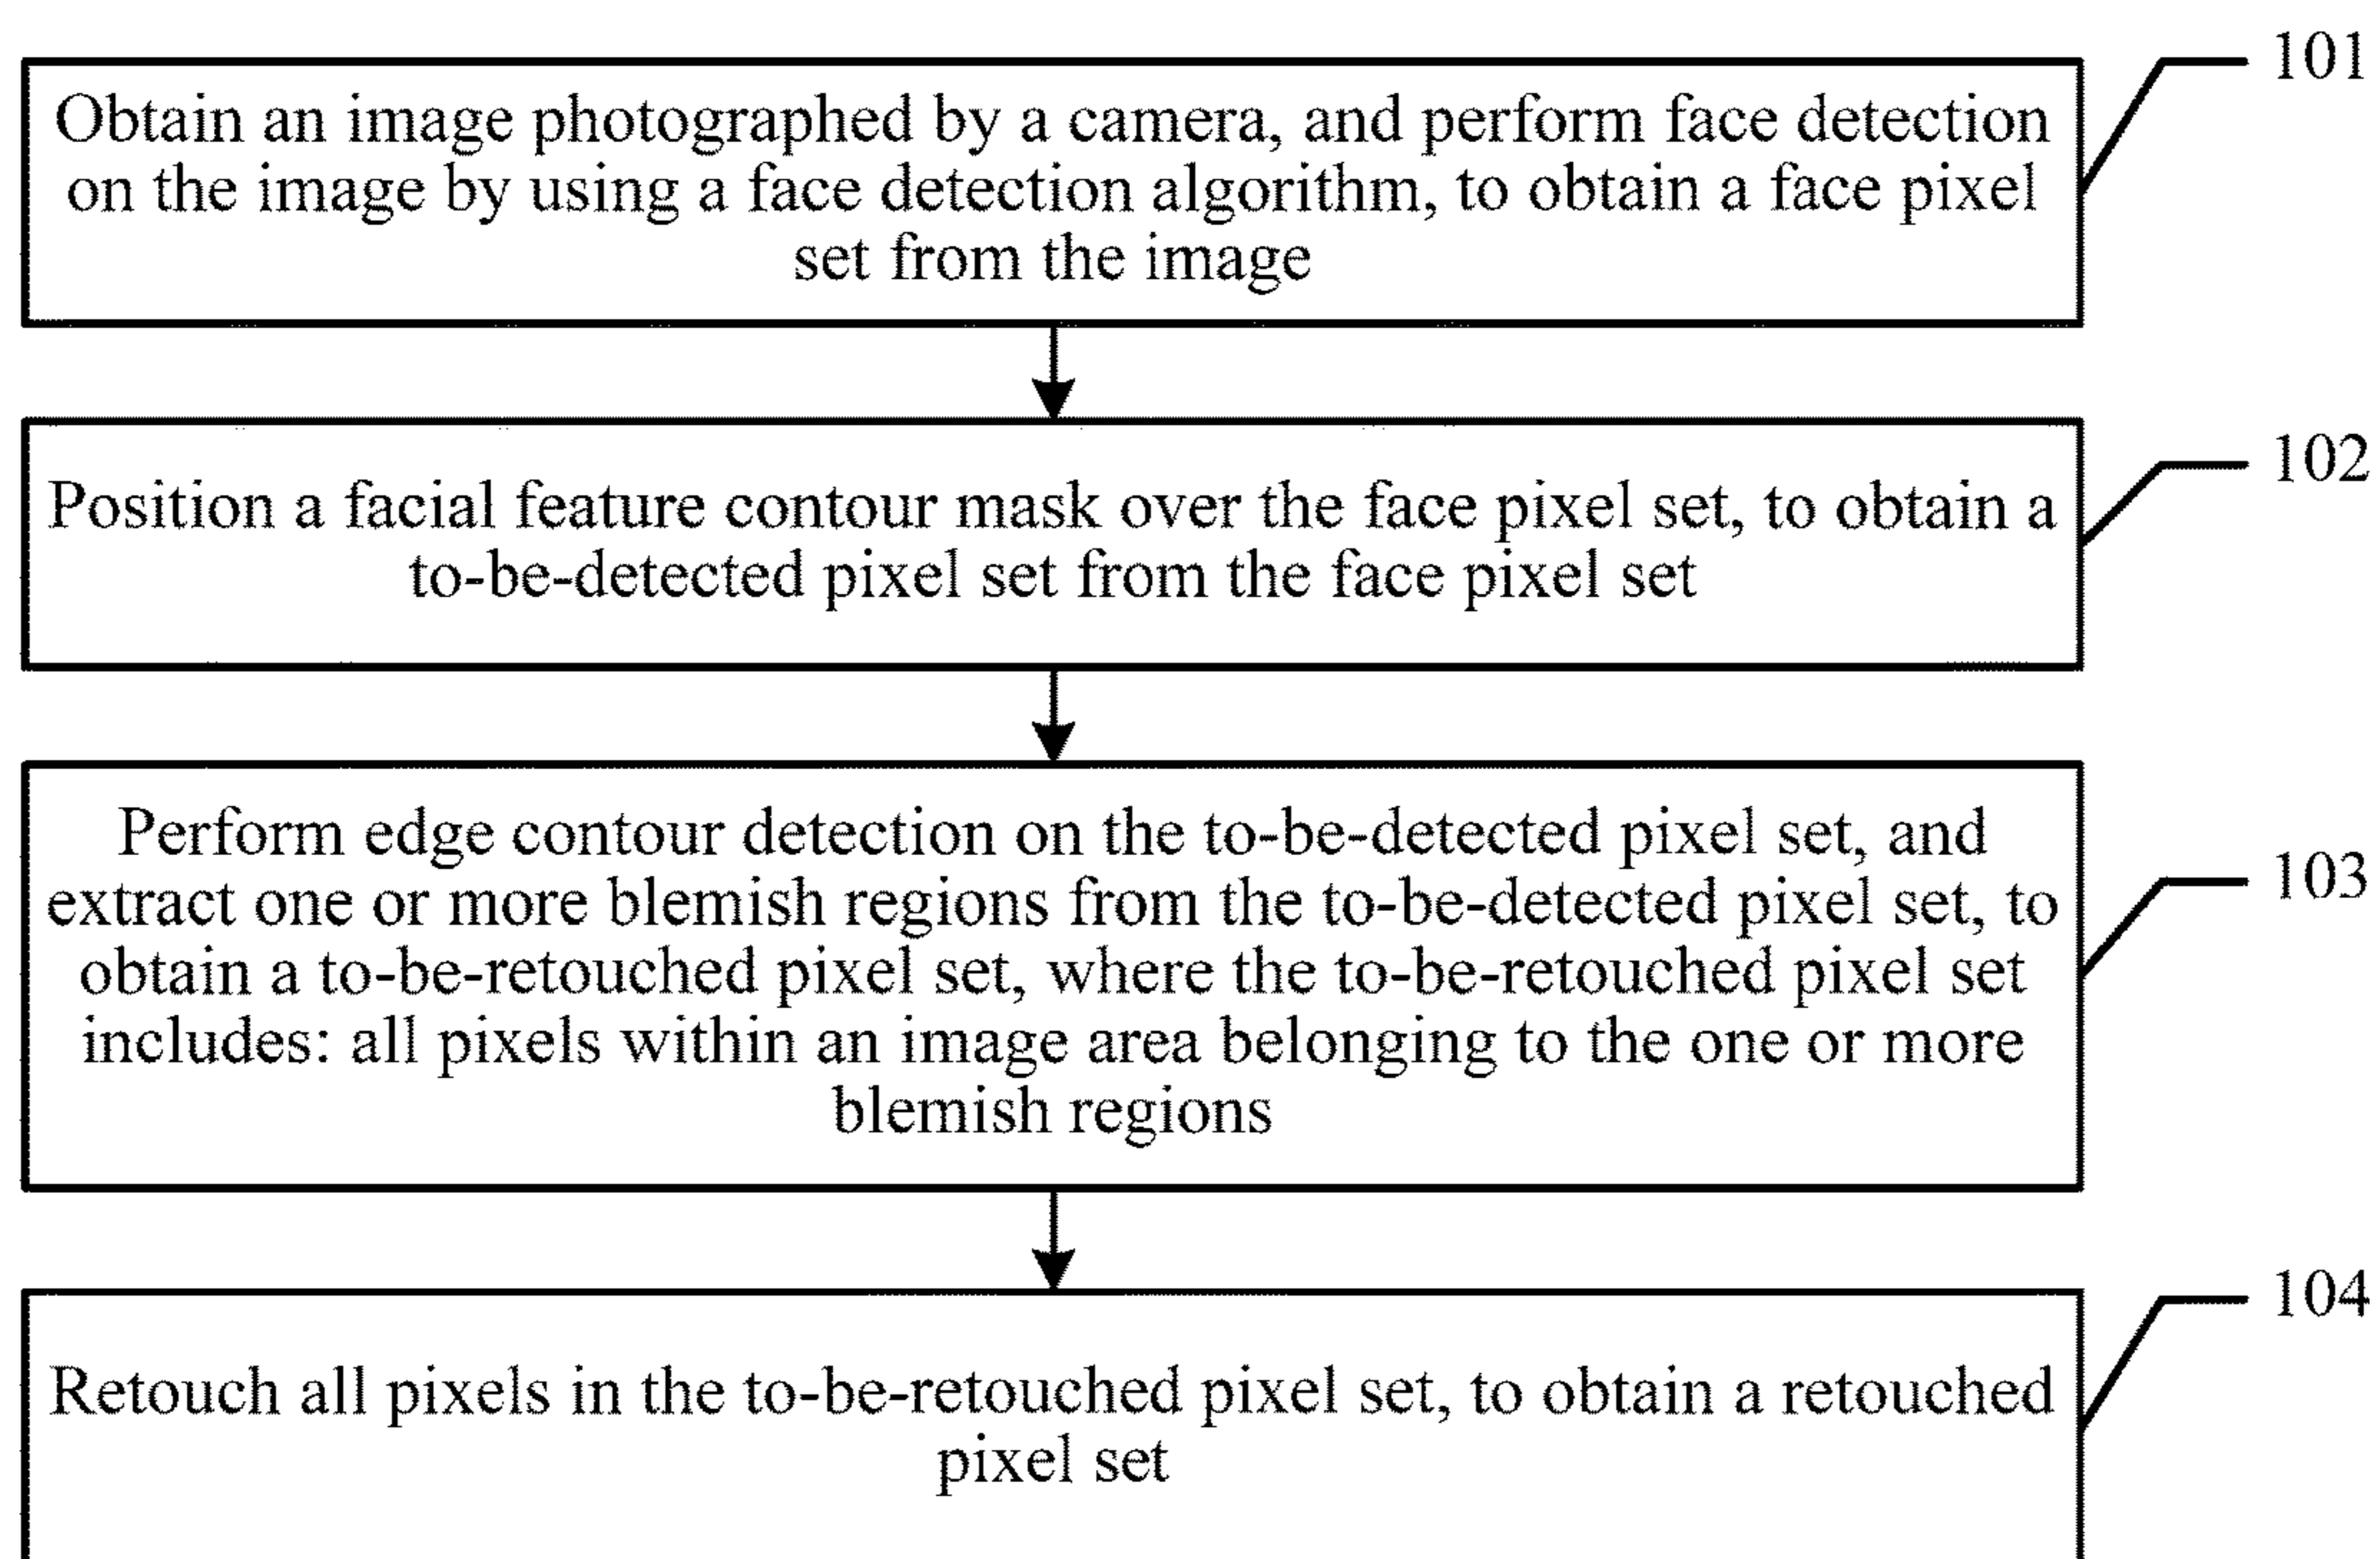 101
Obtain an image photographed by a camera, and perform face detection
on the image by using a face detection algorithm, to obtain a face pixel
set from the image
102
Position a facial feature contour mask over the face pixel set, to obtain a
to-be-detected pixel set from the face pixel set
103
Perform edge contour detection on the to-be-detected pixel set, and
extract one or more blemish regions from the to-be-detected pixel set, to
obtain a to-be-retouched pixel set, where the to-be-retouched pixel set
includes: all pixels within an image area belonging to the one or more
blemish regions
104
Retouch all pixels in the to-be-retouched pixel set, to obtain a retouched
pixel set